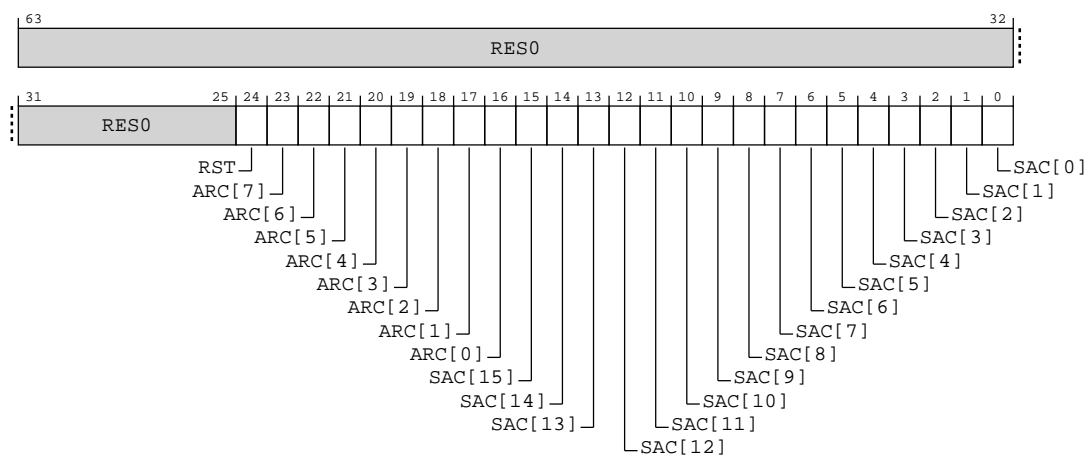 63 32
RES0
31 25 24 23 22 21 20 19 18 17 16 15 14 13 12 11 10 9 8 7 6 5 4 3 2 1 0
RES0
RST SAC[0]
ARC[7] SAC[1]
ARC[6] SAC[2]
ARC[5] SAC[3]
ARC[4] SAC[4]
ARC[3] SAC[5]
ARC[2] SAC[6]
ARC[1] SAC[7]
ARC[0] SAC[8]
SAC[15] SAC[9]
SAC[14] SAC[10]
SAC[13] SAC[11]
SAC[12]